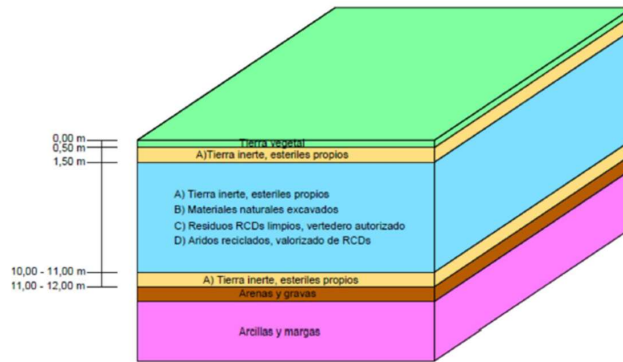 0,00 m
Tierra vegetal
0,50 m
A)Tierra inerte, esteriles propios
1,50 m
A) Tierra inerte, esteriles propios
B) Materiales naturales excavados
C) Residuos RCDs limpios, vertedero autorizado
D) Aridos reciclados, valorizado de RCDs
10,00 - 11,00 m
A) Tierra inerte, esteriles propios
11,00 - 12,00 m
Arenas y gravas
Arcillas y margas